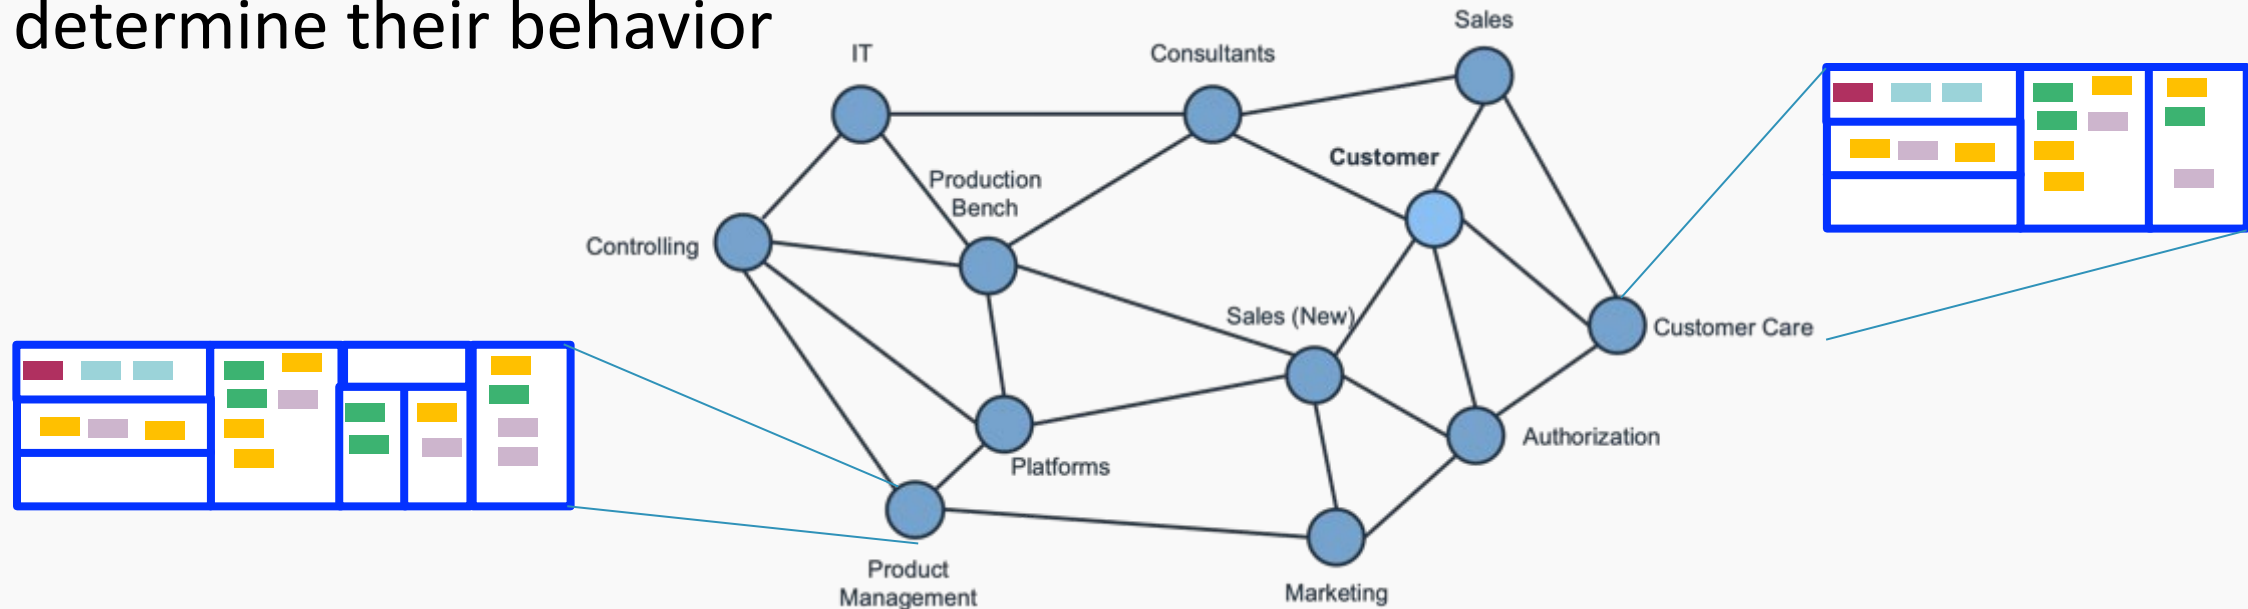 determine their behavior
Sales
IT
Consultants
Customer
Production
Bench
Controlling
Sales (New)
Customer Care
Authorization
Platforms
Product
Management
Marketing